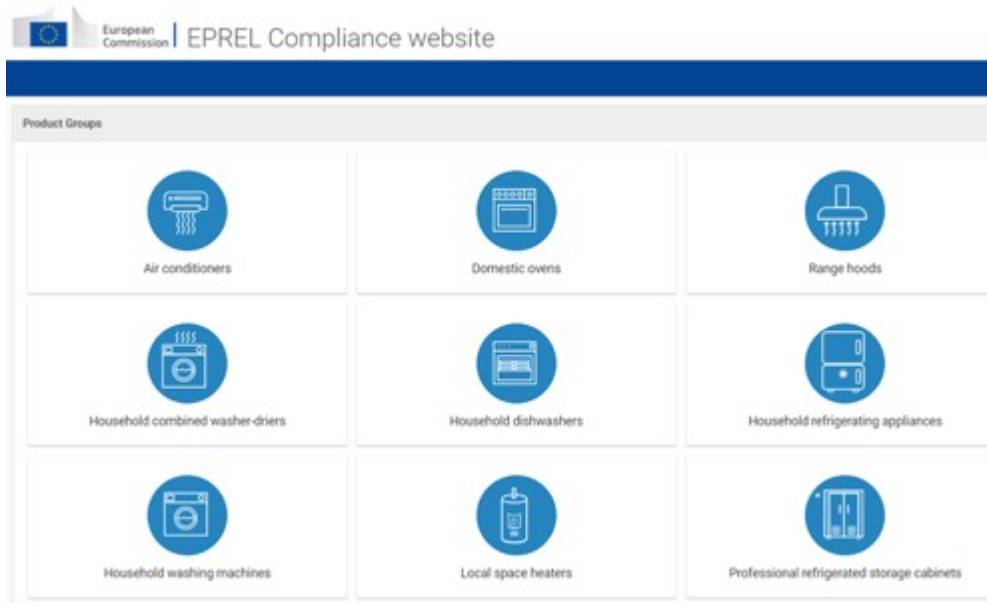 European
Commission
EPREL Compliance website
Product Groups
Air conditioners
Domestic ovens
Range hoods
Household combined washer-driers
Household dishwashers
Household refrigerating appliances
Household washing machines
Local space heaters
Professional refrigerated storage cabinets